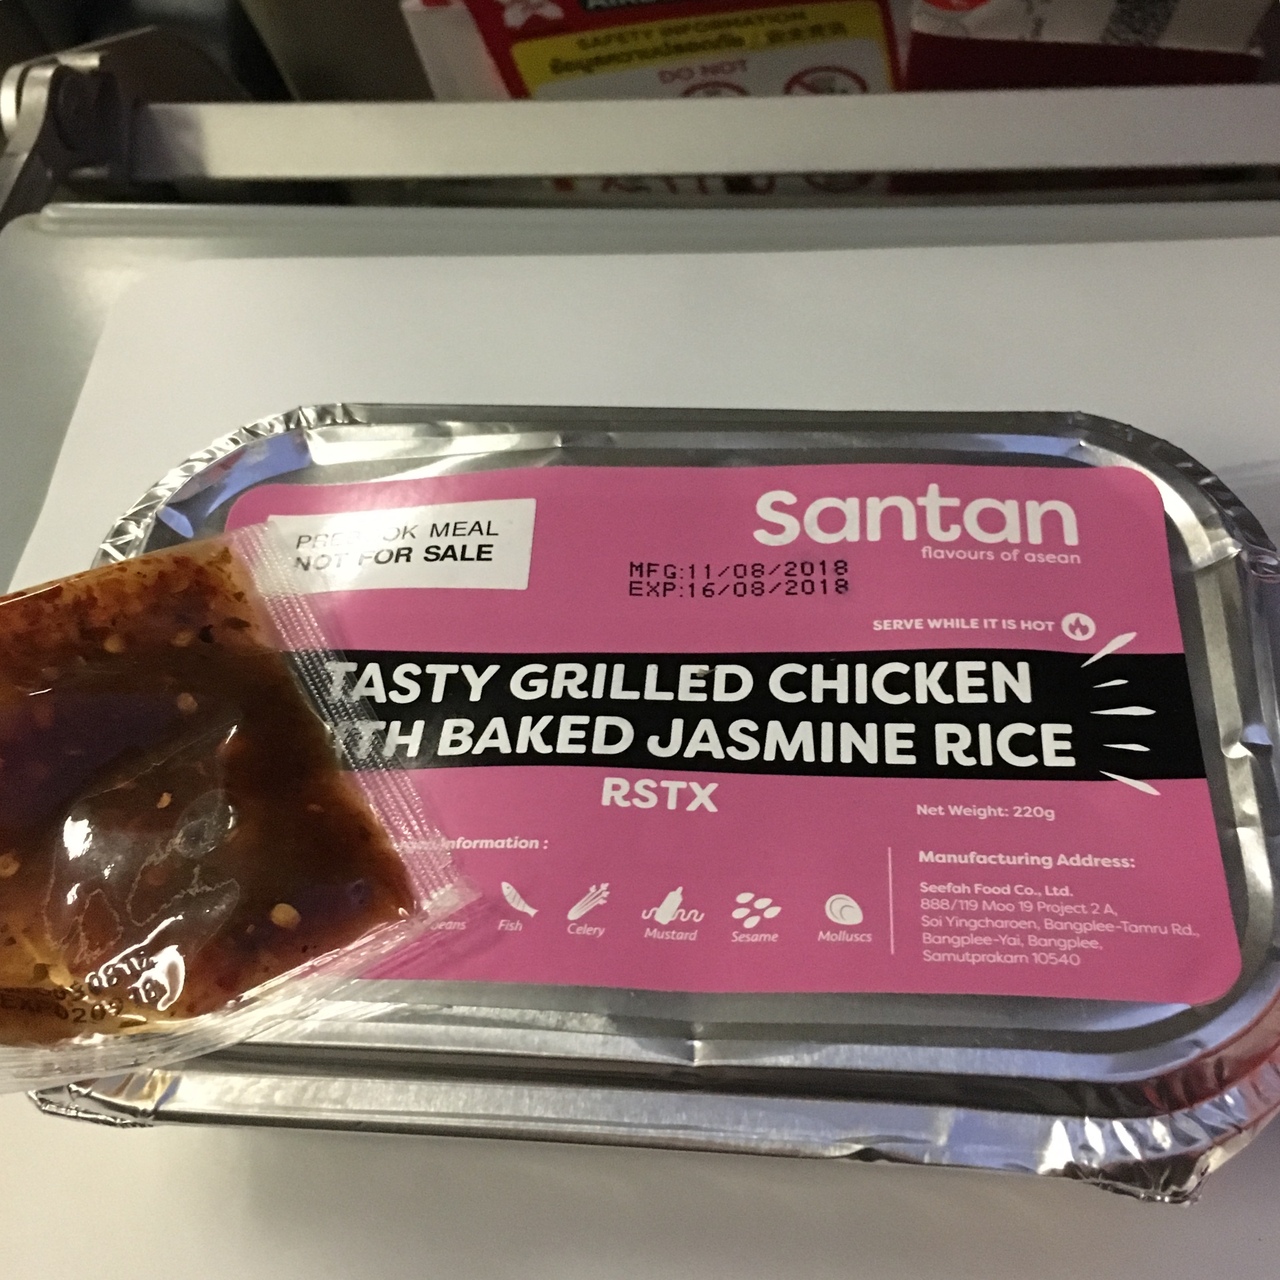 SAFETY INFORMATION
DO NOT
PREBOOK MEAL
NOT FOR SALE
santan
flavours of asean
MFG:11/08/2018
EXP:16/08/2018
SERVE WHILE IT IS HOT
TASTY GRILLED CHICKEN
WITH BAKED JASMINE RICE
RSTX
Net Weight: 220g
Information :
Fish
Celery
Mustard
Sesame
Molluscs
Manufacturing Address:
Seefah Food Co., Ltd.
888/119 Moo 19 Project 2 A,
Soi Yingcharoen, Bangplee-Tamru Rd.,
Bangplee-Yai, Bangplee,
Samutprakarn 10540